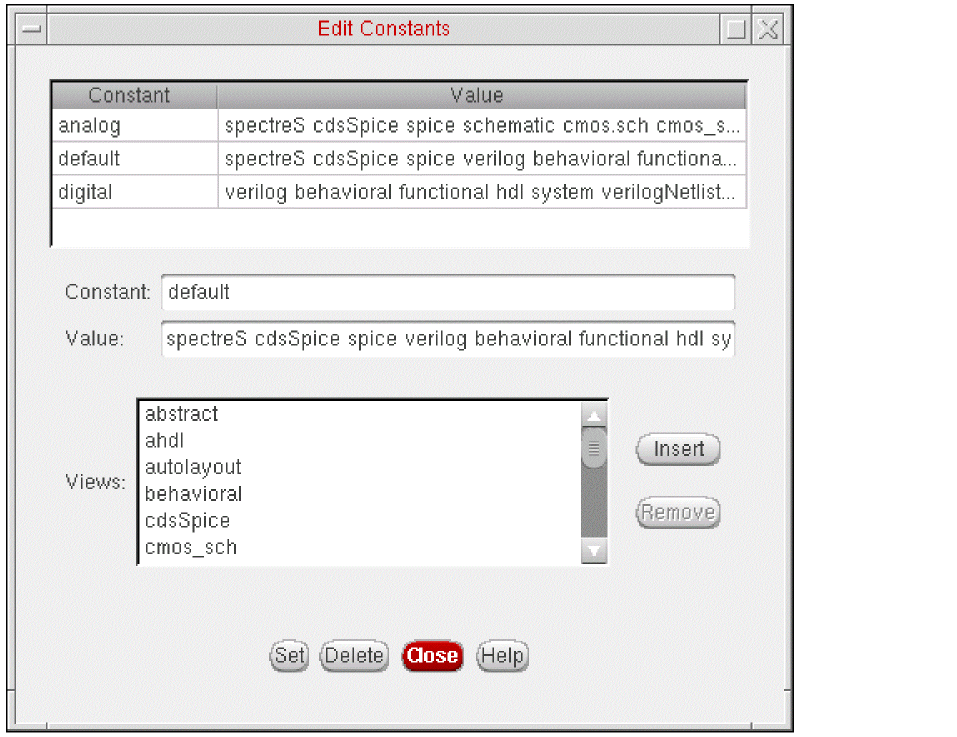 Edit Constants
Constant Value
analog spectreS cdsSpice spice schematic cmos.sch cmos_s...
default spectreS cdsSpice spice verilog behavioral functiona...
digital verilog behavioral functional hdl system verilogNetlist...
Constant: default
Value: spectreS cdsSpice spice verilog behavioral functional hdl sy
abstract
ahdl
Insert
autolayout
Views:
behavioral
cdsSpice
Remove
cmos_sch
Set Delete Close Help